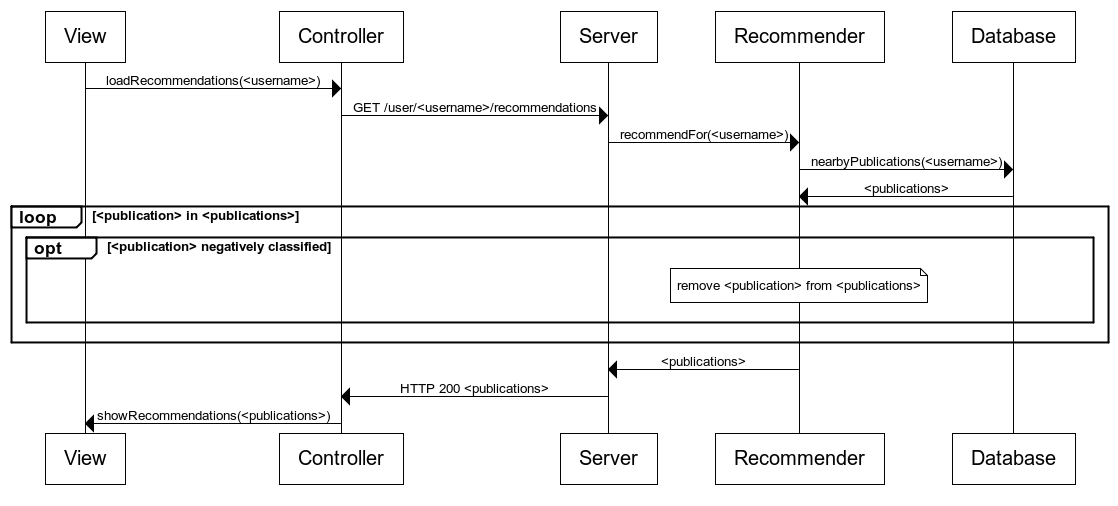 View
Controller
Server
Recommender
Database
loadRecommendations(<username>)
GET /user/<username>/recommendations
recommendFor(<username>)
nearbyPublications(<username>)
<publications>
loop [<publication> in <publications>]
opt [<publication> negatively classified]
remove <publication> from <publications>
<publications>
HTTP 200 <publications>
showRecommendations(<publications>)
View
Controller
Server
Recommender
Database